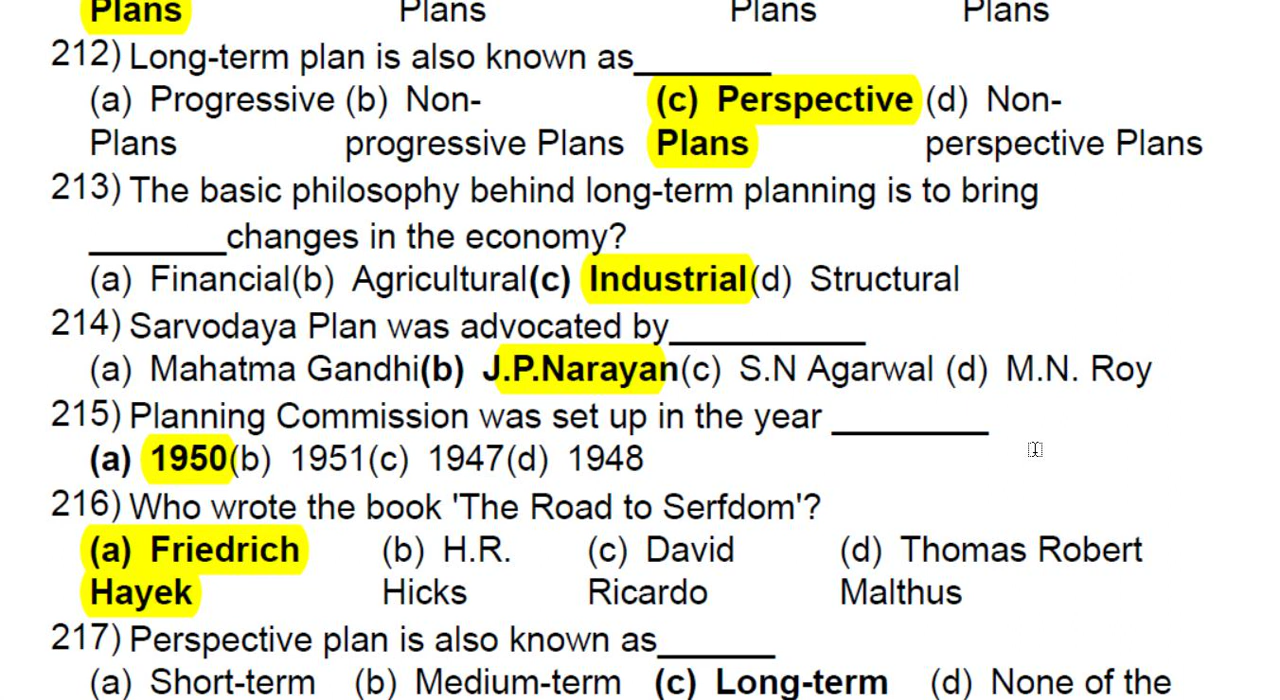 Plans Plans Plans Plans
212) Long-term plan is also known as_______
(a) Progressive (b) Non- (c) Perspective (d) Non-
Plans progressive Plans Plans perspective Plans
213) The basic philosophy behind long-term planning is to bring
_______changes in the economy?
(a) Financial(b) Agricultural(c) Industrial(d) Structural
214) Sarvodaya Plan was advocated by__________
(a) Mahatma Gandhi(b) J.P.Narayan(c) S.N Agarwal (d) M.N. Roy
215) Planning Commission was set up in the year ________
(a) 1950(b) 1951(c) 1947(d) 1948
216) Who wrote the book 'The Road to Serfdom'?
(a) Friedrich (b) H.R. (c) David (d) Thomas Robert
Hayek Hicks Ricardo Malthus
217) Perspective plan is also known as______
(a) Short-term (b) Medium-term (c) Long-term (d) None of the